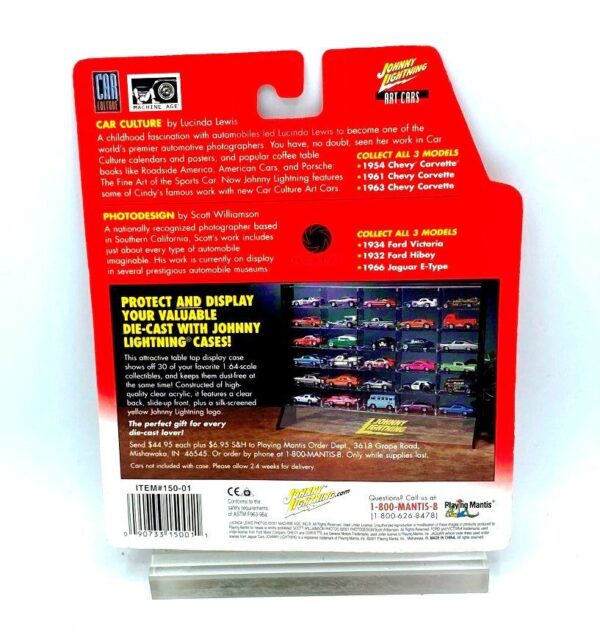 CAR
CULTURE
MACHINE AGE
JOHNNY
LIGHTNING
ART CARS
CAR CULTURE by Lucinda Lewis
A childhood fascination with automobiles led Lucinda Lewis to become one of the
world's premier automotive photographers. You have, no doubt, seen her work in Car
Culture calendars and posters, and popular coffee table
books like Roadside America, American Cars, and Porsche:
The Fine Art of the Sports Car. Now Johnny Lightning features
some of Cindy's famous work with new Car Culture Art Cars.
COLLECT ALL 3 MODELS
• 1954 Chevy Corvette
• 1961 Chevy Corvette
• 1963 Chevy Corvette
PHOTODESIGN by Scott Williamson
A nationally recognized photographer based
in Southern California, Scott's work includes
just about every type of automobile
imaginable. His work is currently on display
in several prestigious automobile museums
COLLECT ALL 3 MODELS
• 1934 Ford Victoria
• 1932 Ford Hiboy
• 1966 Jaguar E-Type
PROTECT AND DISPLAY
YOUR VALUABLE
DIE-CAST WITH JOHNNY
LIGHTNING® CASES!
This attractive table top display case
shows off 30 of your favorite 1:64-scale
collectibles, and keeps them dust-free at
the same time! Constructed of high-
quality clear acrylic, it features a clear
back, slide-up front, plus a silk-screened
yellow Johnny Lightning logo.
The perfect gift for every
die-cast lover!
JOHNNY
LIGHTNING
Send $44.95 each plus $6.95 S&H to Playing Mantis Order Dept., 3618 Grape Road,
Mishawaka, IN 46545. Or order by phone at 1-800-MANTIS-8. Only while supplies last.
Cars not included with case. Please allow 2-4 weeks for delivery.
ITEM#150-01
0 90733 15001 1
CE
Conforms to the
safety requirements
of ASTM F963-96a.
Johnny
Lightning.com
Questions? Call us at
1-800-MANTIS-8
(1-800-626-8478)
Playing Mantis